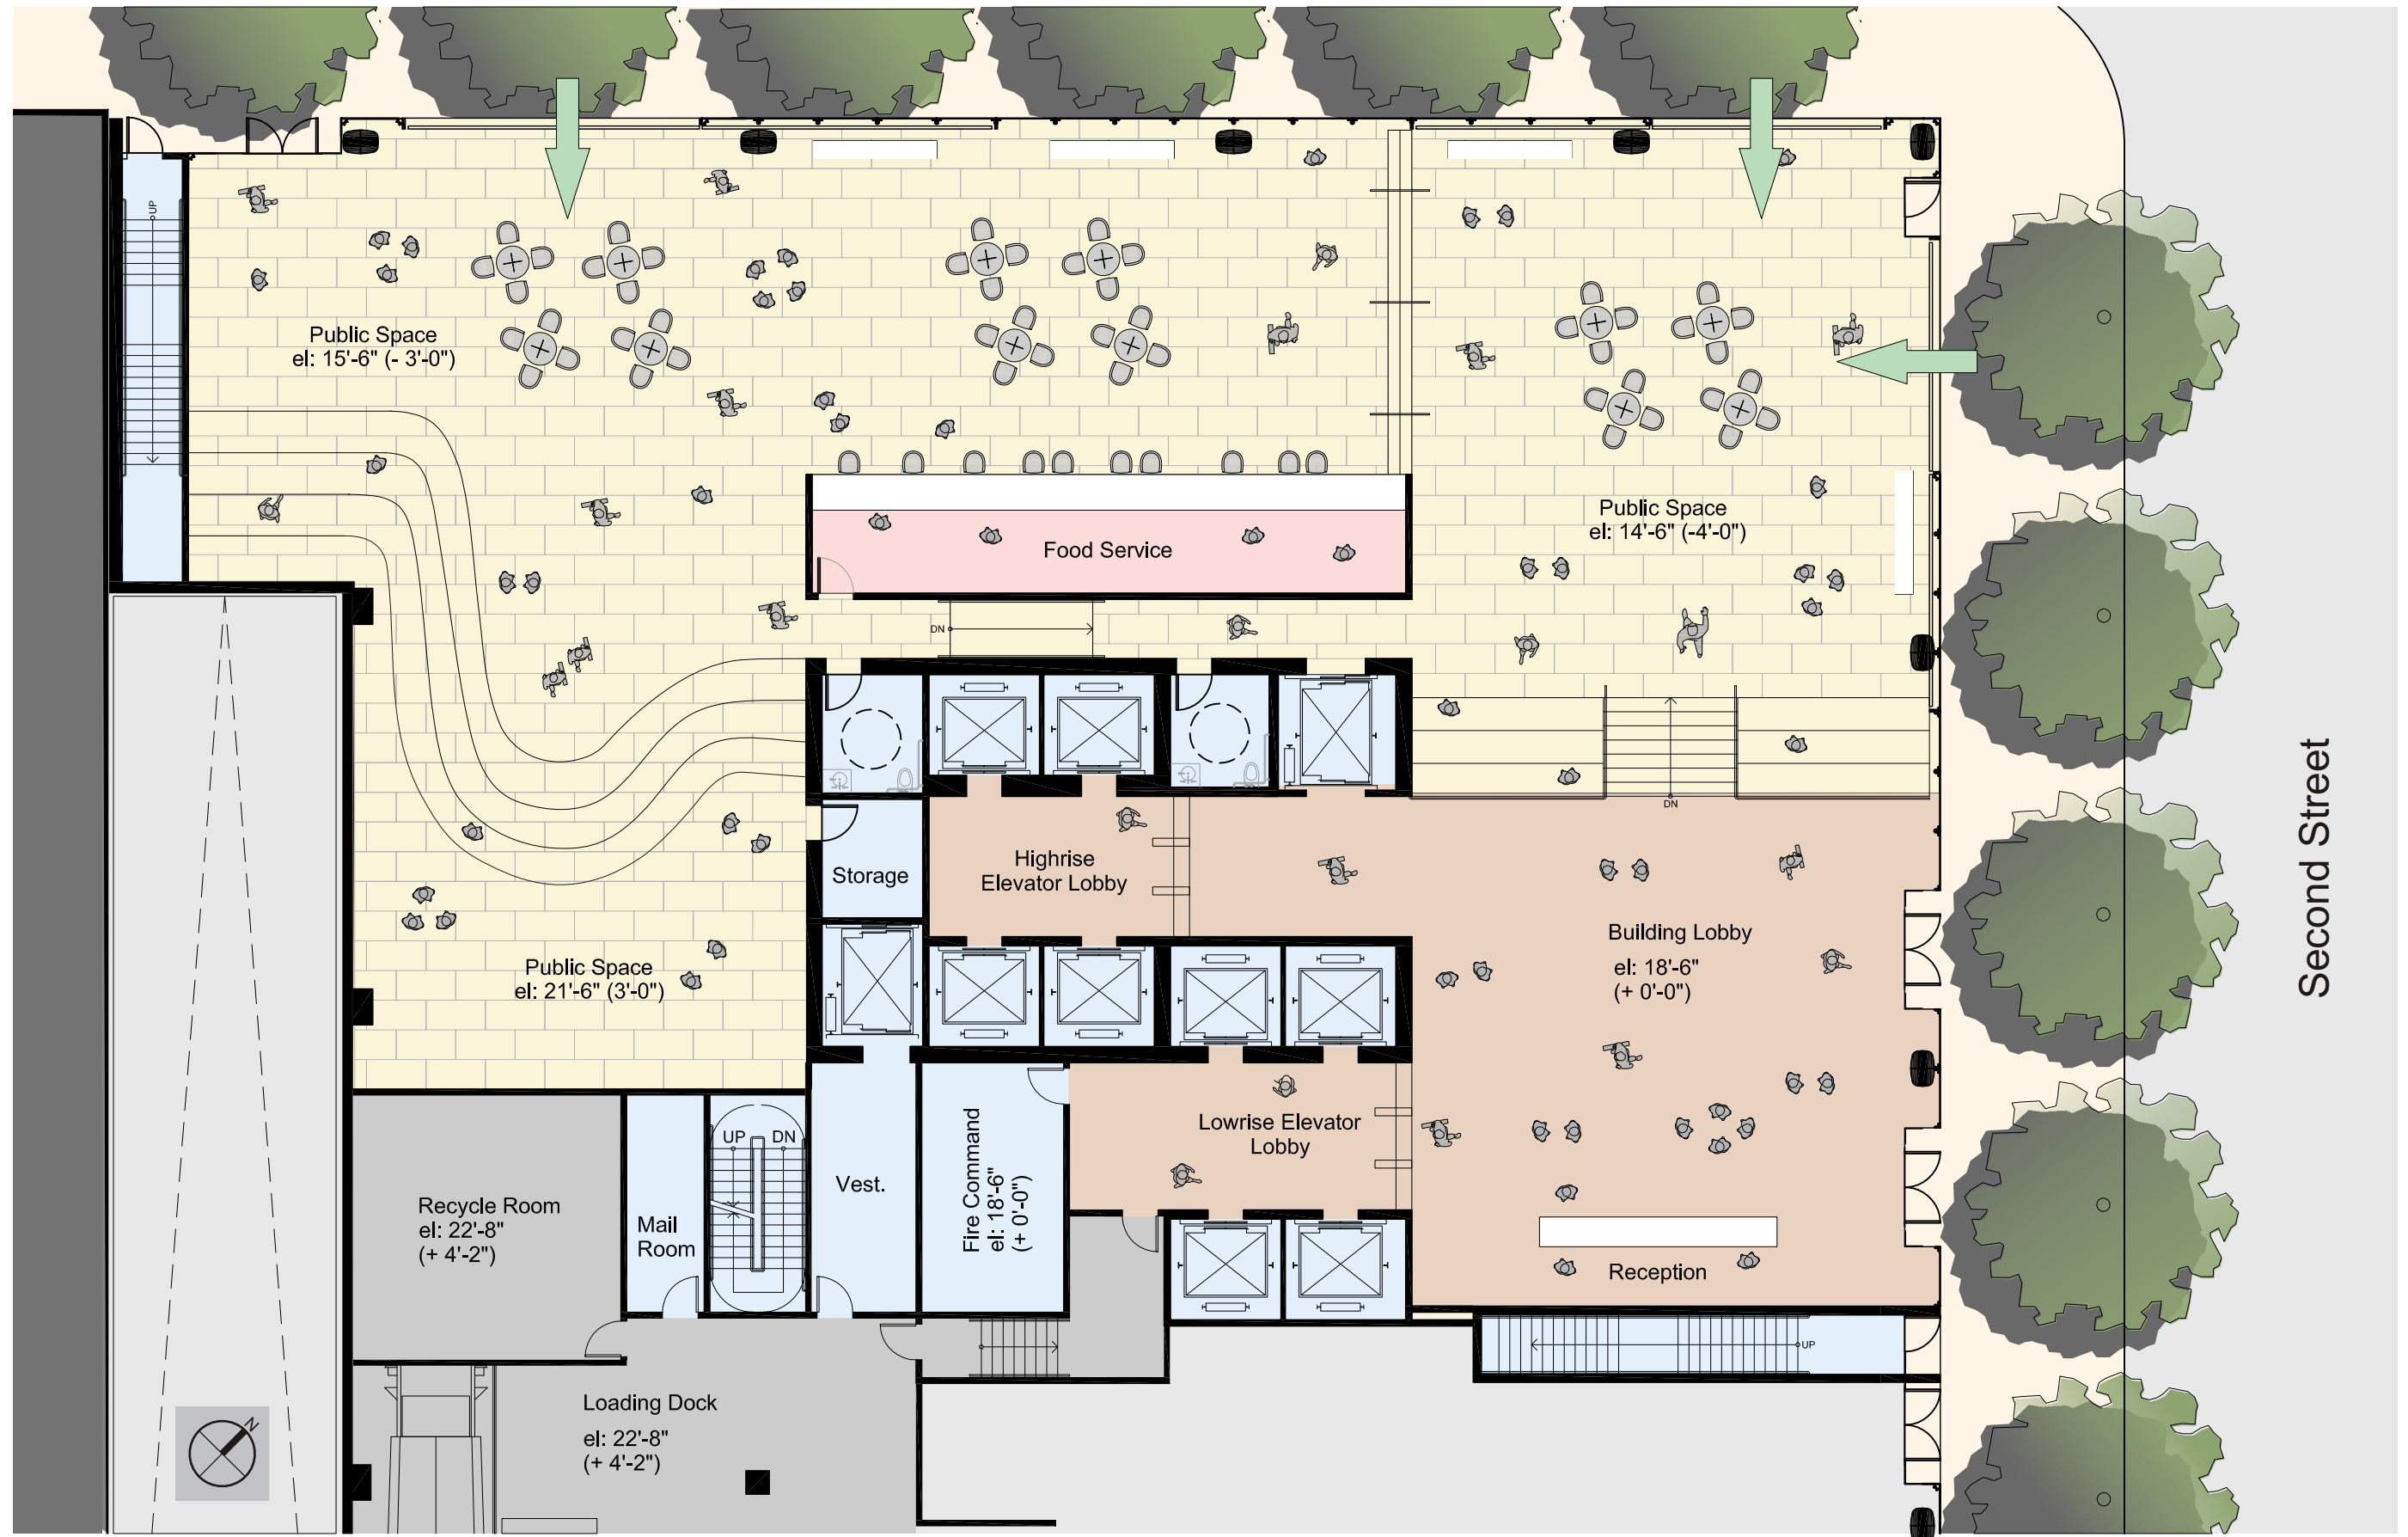 UP
Public Space
el: 15'-6" (- 3'-0")
Public Space
el: 14'-6" (-4'-0")
Food Service
DN
DN
Second Street
Highrise
Elevator Lobby
Storage
Building Lobby
el: 18'-6"
(+ 0'-0")
Public Space
el: 21'-6" (3'-0")
Lowrise Elevator
Lobby
Fire Command
el: 18'-6"
(+ 0'-0")
UP
DN
Vest.
Recycle Room
el: 22'-8"
(+ 4'-2")
Mail
Room
Reception
UP
Loading Dock
el: 22'-8"
(+ 4'-2")
N